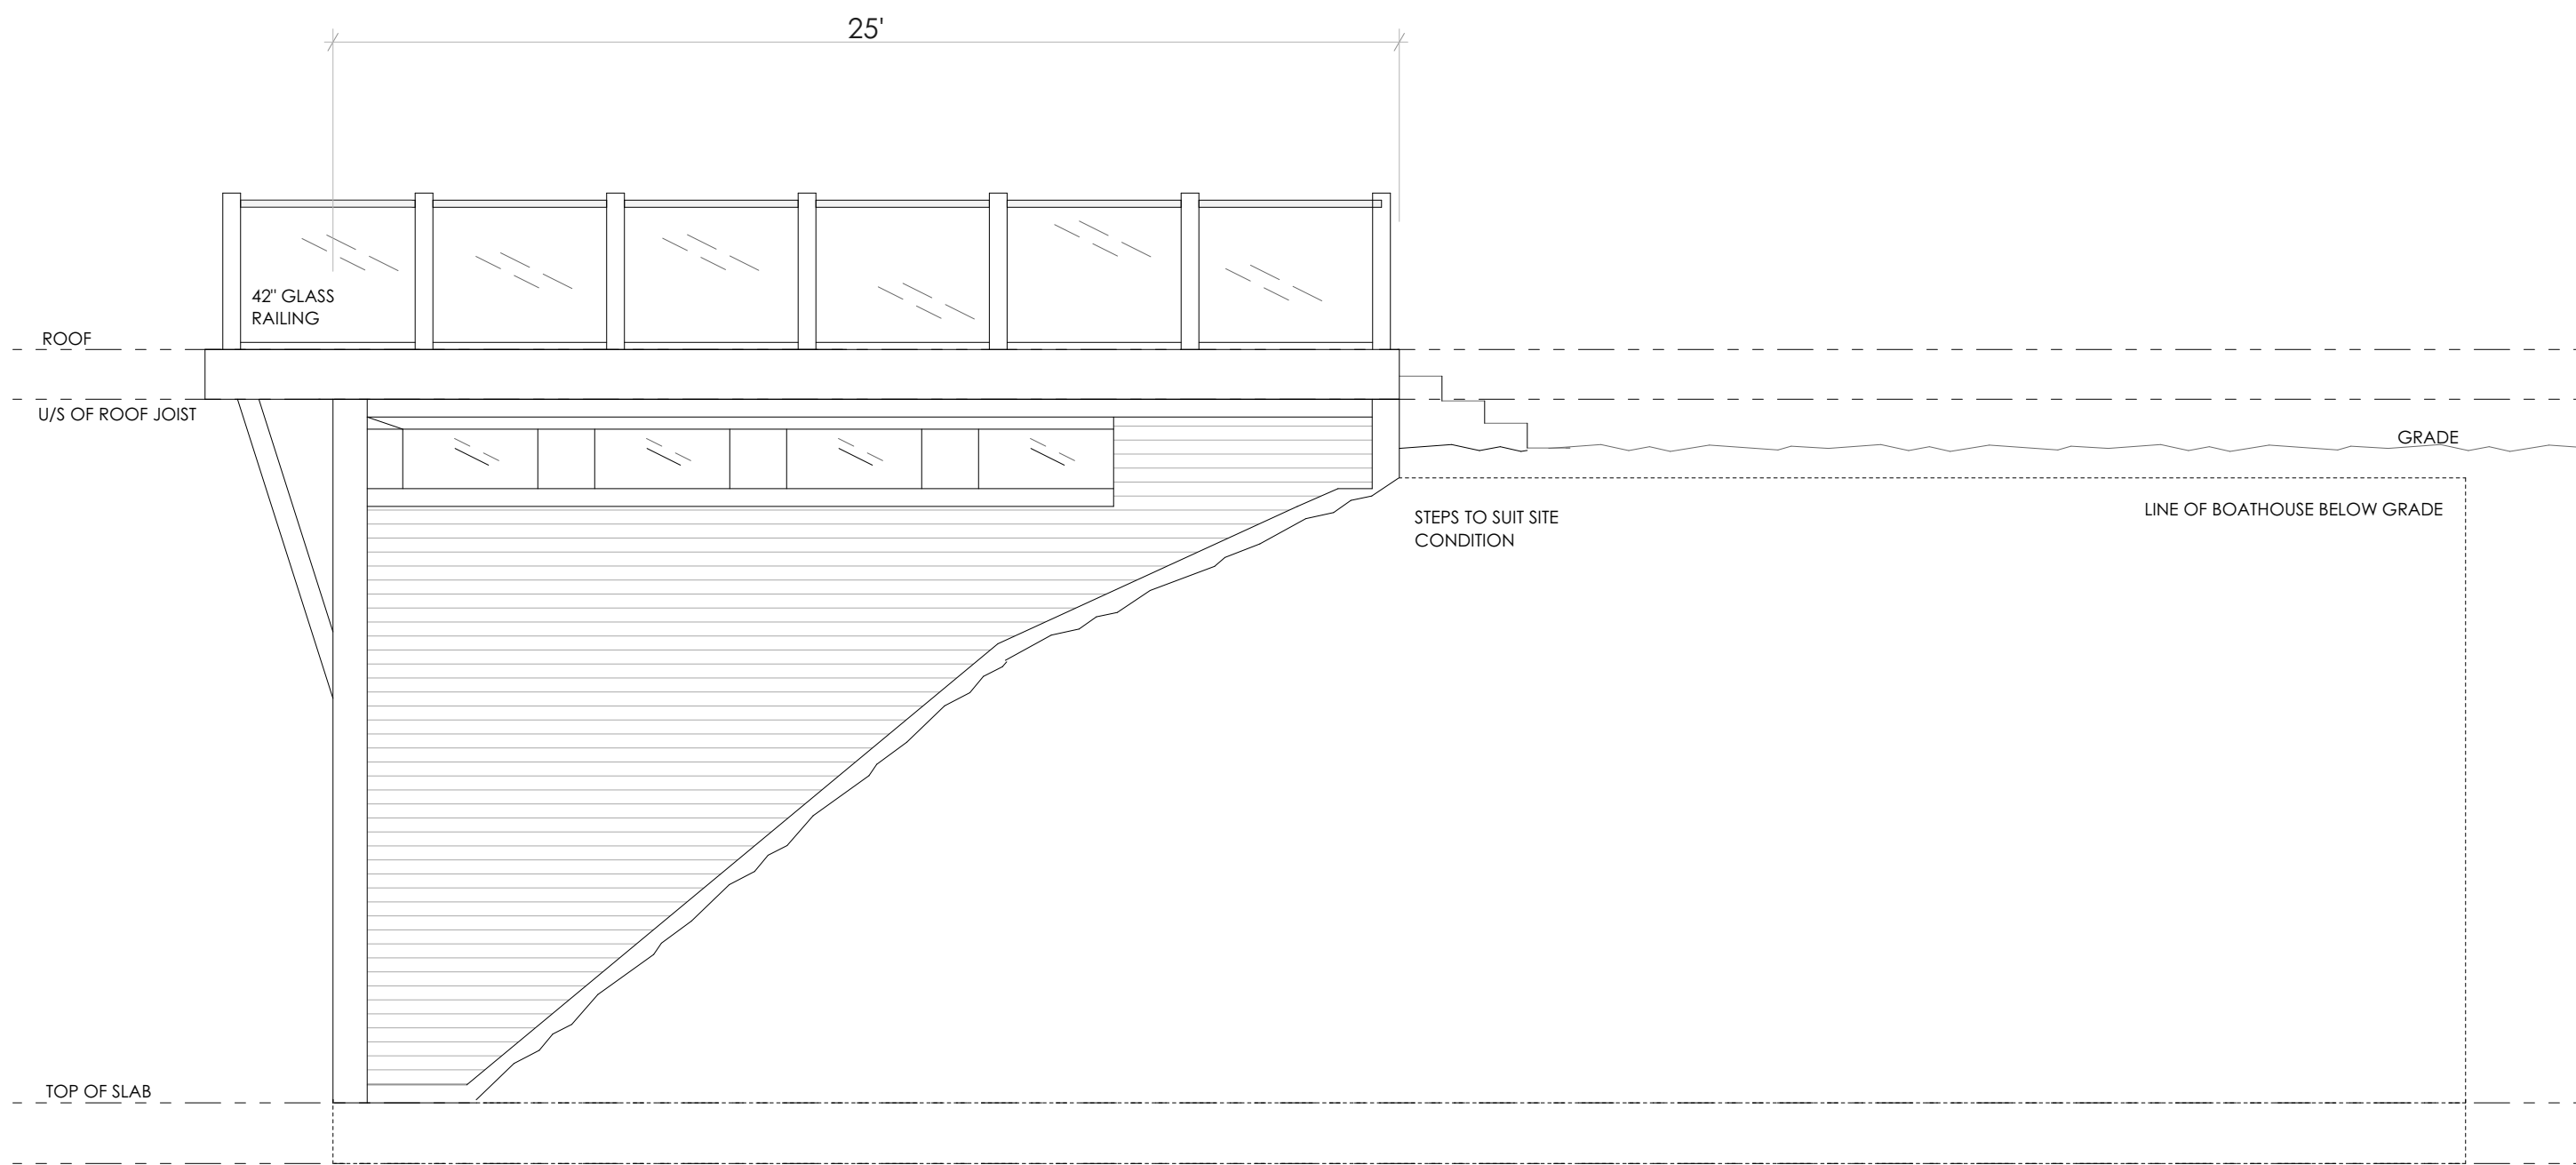 25'
42" GLASS
RAILING
ROOF
U/S OF ROOF JOIST
GRADE
LINE OF BOATHOUSE BELOW GRADE
STEPS TO SUIT SITE
CONDITION
TOP OF SLAB